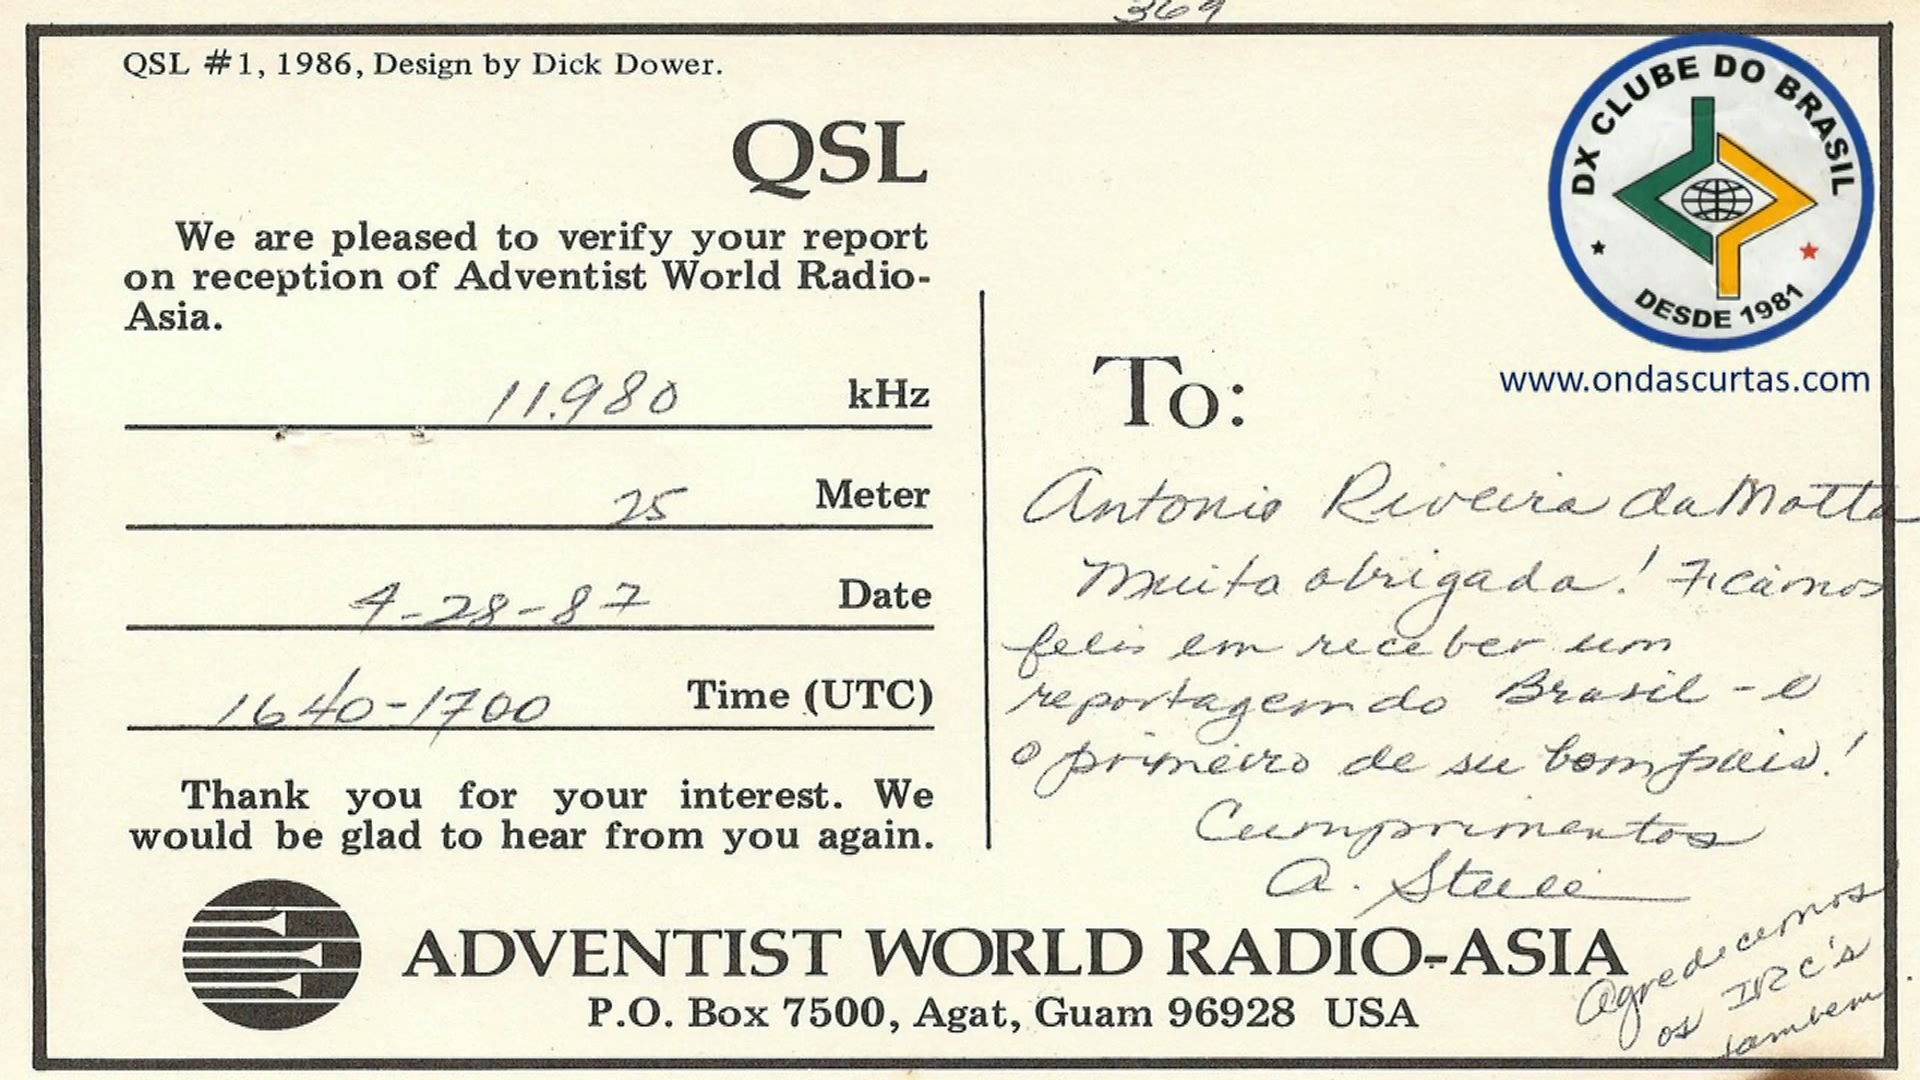 369
QSL #1, 1986, Design by Dick Dower.
QSL
We are pleased to verify your report
on reception of Adventist World Radio-
Asia.
11.980 kHz
25 Meter
4-28-87 Date
1640-1700 Time (UTC)
Thank you for your interest. We
would be glad to hear from you again.
DX CLUBE DO BRASIL
DESDE 1981
www.ondascurtas.com
To:
Antonio Riveira da Motta
Muito obrigada! Ficamos
felis em receber um
reportagem do Brasil - e
o primeiro de su bom pais!
Cumprimentos
A.
ADVENTIST WORLD RADIO-ASIA
P.O. Box 7500, Agat, Guam 96928 USA
Agredecemos
os IRC's
tambem